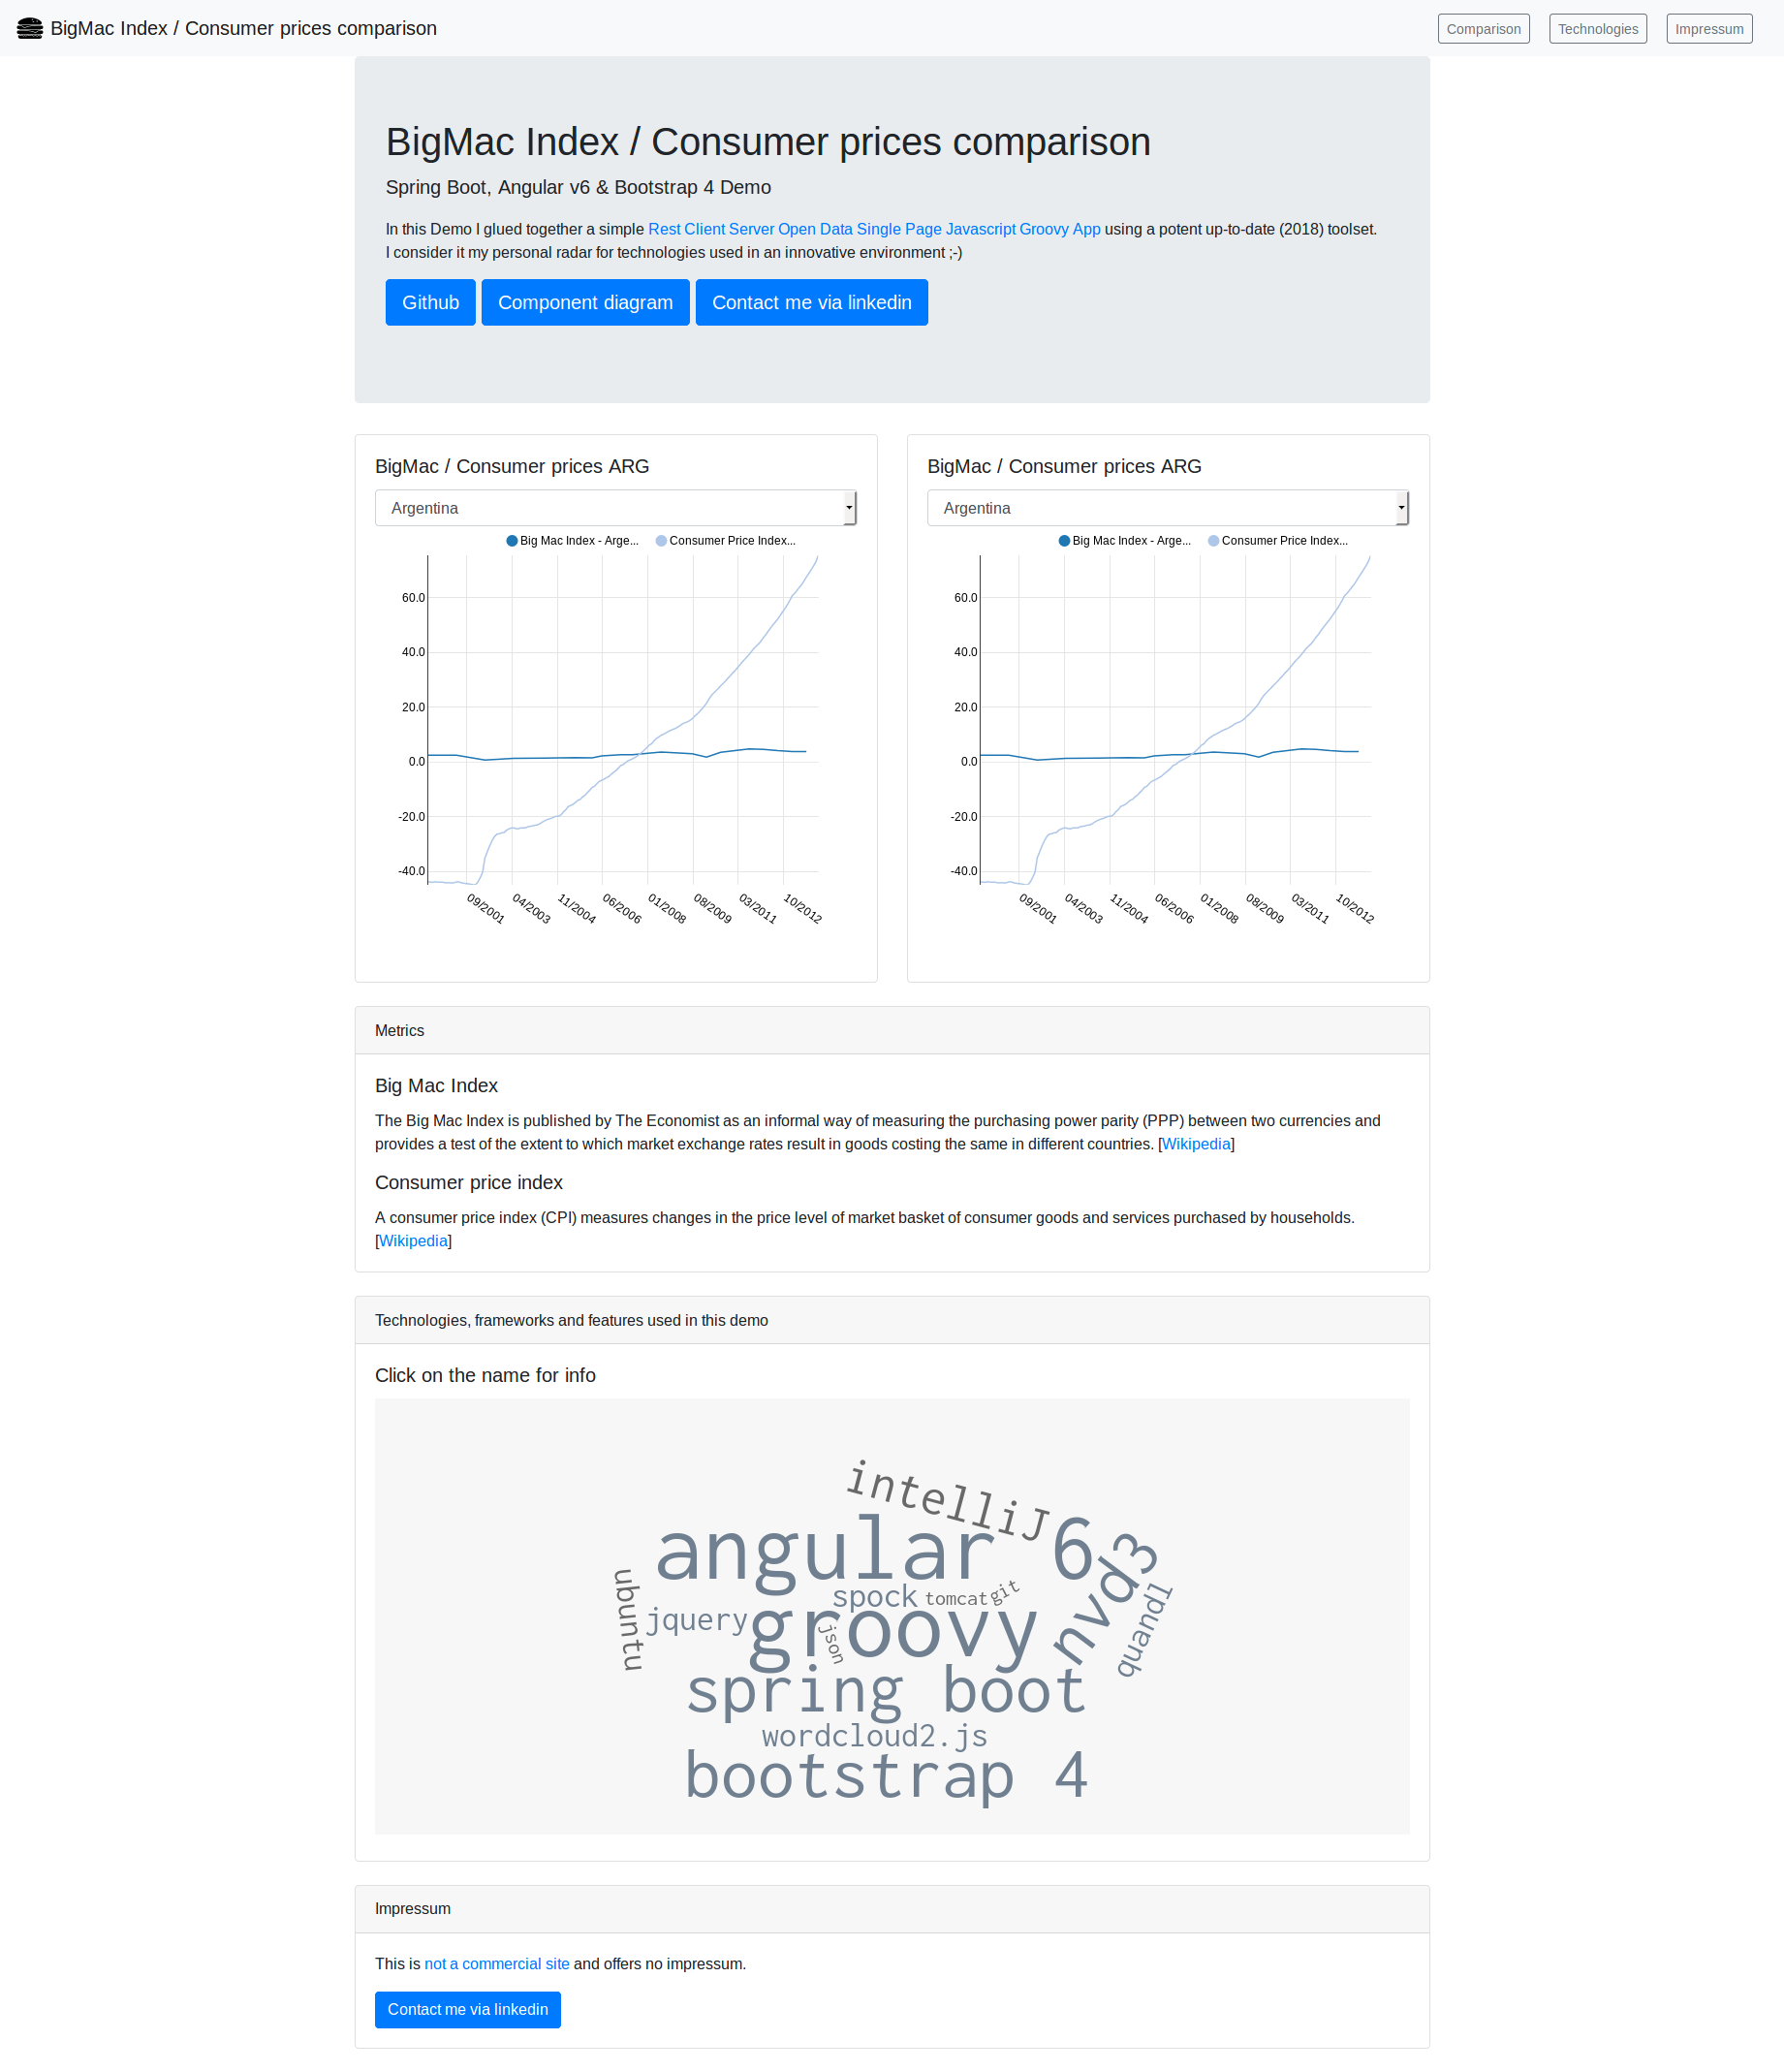 BigMac Index / Consumer prices comparison
Comparison
Technologies
Impressum
BigMac Index / Consumer prices comparison
Spring Boot, Angular v6 & Bootstrap 4 Demo
In this Demo I glued together a simple Rest Client Server Open Data Single Page Javascript Groovy App using a potent up-to-date (2018) toolset.
I consider it my personal radar for technologies used in an innovative environment ;-)
Github
Component diagram
Contact me via linkedin
BigMac / Consumer prices ARG
Argentina
Big Mac Index - Arge...
Consumer Price Index...
60.0
40.0
20.0
0.0
-20.0
-40.0
09/2001
04/2003
11/2004
06/2006
01/2008
08/2009
03/2011
10/2012
BigMac / Consumer prices ARG
Argentina
Big Mac Index - Arge...
Consumer Price Index...
60.0
40.0
20.0
0.0
-20.0
-40.0
09/2001
04/2003
11/2004
06/2006
01/2008
08/2009
03/2011
10/2012
Metrics
Big Mac Index
The Big Mac Index is published by The Economist as an informal way of measuring the purchasing power parity (PPP) between two currencies and
provides a test of the extent to which market exchange rates result in goods costing the same in different countries. [Wikipedia]
Consumer price index
A consumer price index (CPI) measures changes in the price level of market basket of consumer goods and services purchased by households.
[Wikipedia]
Technologies, frameworks and features used in this demo
Click on the name for info
intelliJ
angular 6
nvd3
ubuntu
spock
tomcat
git
quandl
jquery
groovy
json
spring boot
wordcloud2.js
bootstrap 4
Impressum
This is not a commercial site and offers no impressum.
Contact me via linkedin